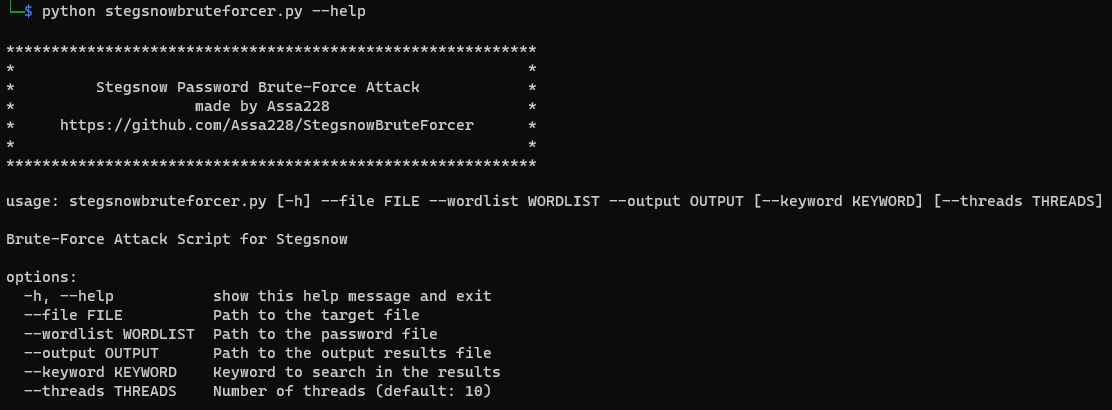 └─$ python stegsnowbruteforcer.py --help
***********************************************************
*                                                         *
*         Stegsnow Password Brute-Force Attack            *
*                    made by Assa228                      *
*     https://github.com/Assa228/StegsnowBruteForcer      *
*                                                         *
***********************************************************
usage: stegsnowbruteforcer.py [-h] --file FILE --wordlist WORDLIST --output OUTPUT [--keyword KEYWORD] [--threads THREADS]
Brute-Force Attack Script for Stegsnow
options:
  -h, --help           show this help message and exit
  --file FILE          Path to the target file
  --wordlist WORDLIST  Path to the password file
  --output OUTPUT      Path to the output results file
  --keyword KEYWORD    Keyword to search in the results
  --threads THREADS    Number of threads (default: 10)